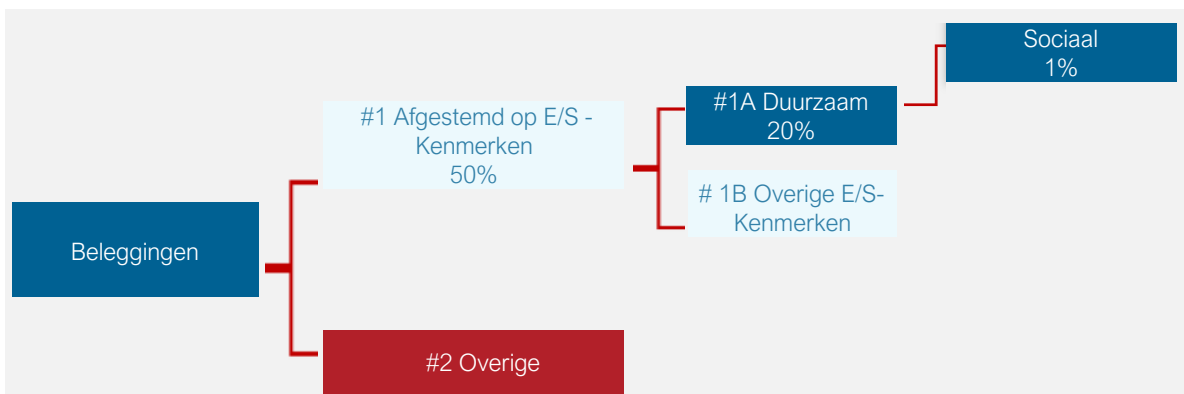 Sociaal
1%
#1A Duurzaam
20%
#1 Afgestemd op E/S -
Kenmerken
50%
# 1B Overige E/S-
Kenmerken
Beleggingen
#2 Overige